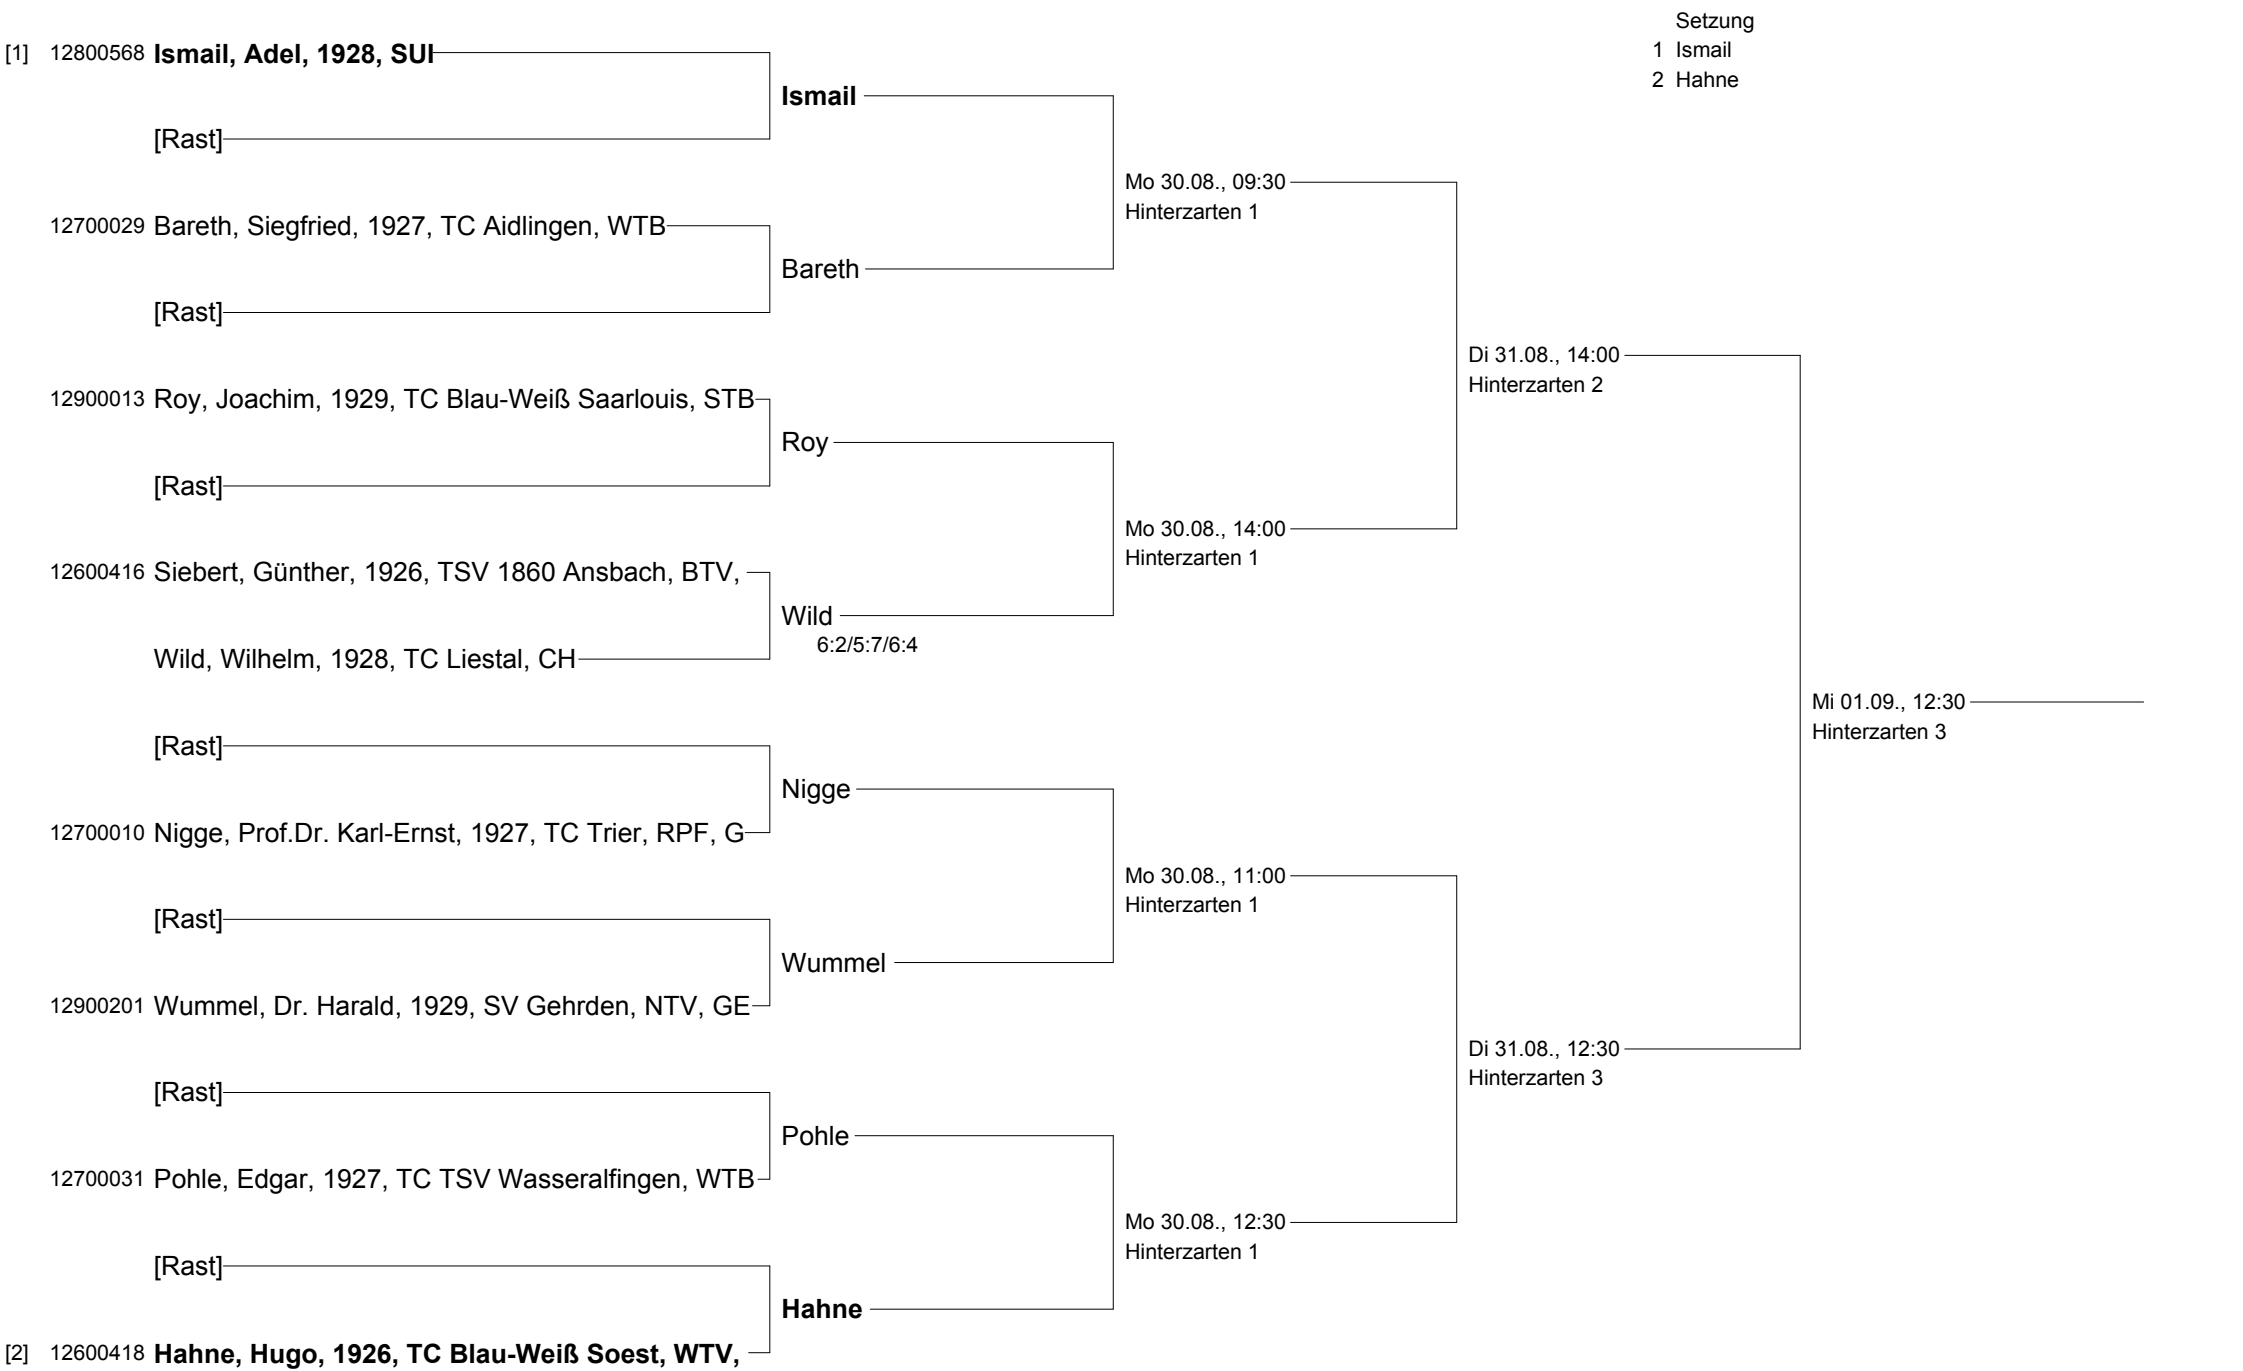 Setzung
1 Ismail
2 Hahne
[1] 12800568 Ismail, Adel, 1928, SUI
Ismail
[Rast]
Mo 30.08., 09:30
Hinterzarten 1
12700029 Bareth, Siegfried, 1927, TC Aidlingen, WTB
Bareth
[Rast]
Di 31.08., 14:00
Hinterzarten 2
12900013 Roy, Joachim, 1929, TC Blau-Weiß Saarlouis, STB
Roy
[Rast]
Mo 30.08., 14:00
Hinterzarten 1
12600416 Siebert, Günther, 1926, TSV 1860 Ansbach, BTV,
Wild
6:2/5:7/6:4
Wild, Wilhelm, 1928, TC Liestal, CH
Mi 01.09., 12:30
Hinterzarten 3
[Rast]
Nigge
12700010 Nigge, Prof.Dr. Karl-Ernst, 1927, TC Trier, RPF, G
Mo 30.08., 11:00
Hinterzarten 1
[Rast]
Wummel
12900201 Wummel, Dr. Harald, 1929, SV Gehrden, NTV, GE
Di 31.08., 12:30
Hinterzarten 3
[Rast]
Pohle
12700031 Pohle, Edgar, 1927, TC TSV Wasseralfingen, WTB
Mo 30.08., 12:30
Hinterzarten 1
[Rast]
Hahne
[2] 12600418 Hahne, Hugo, 1926, TC Blau-Weiß Soest, WTV,